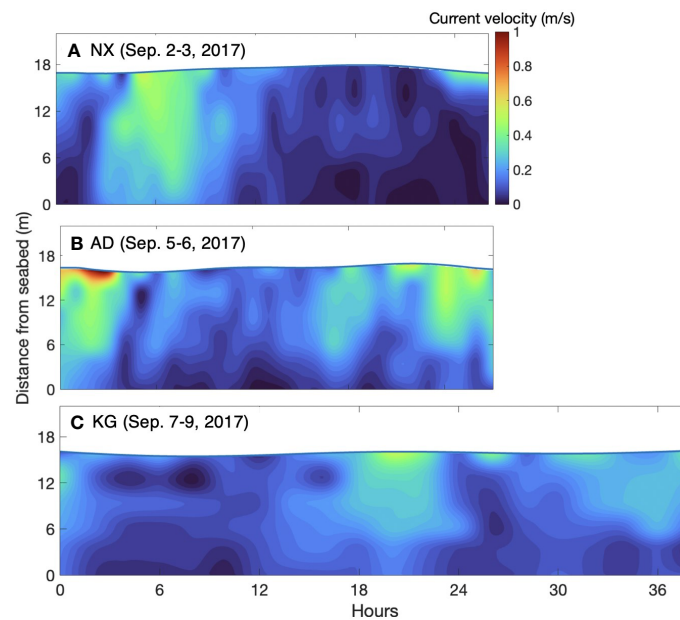 Current velocity (m/s)
A NX (Sep. 2-3, 2017)
1
0.8
0.6
0.4
0.2
0
18
12
6
0
B AD (Sep. 5-6, 2017)
18
12
6
0
Distance from seabed (m)
C KG (Sep. 7-9, 2017)
18
12
6
0
0 6 12 18 24 30 36
Hours